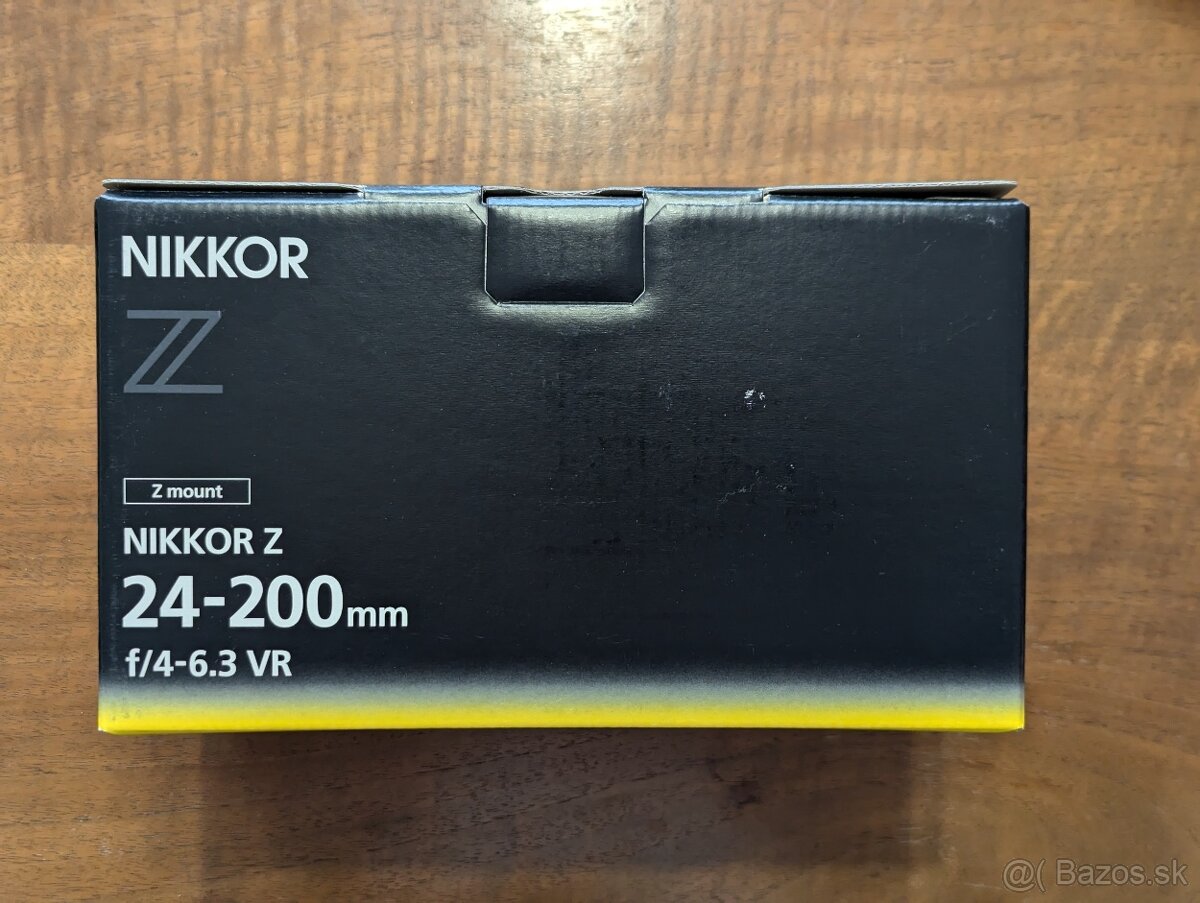 NIKKOR
Z
Z mount
NIKKOR Z
24-200mm
f/4-6.3 VR
@( Bazos.sk